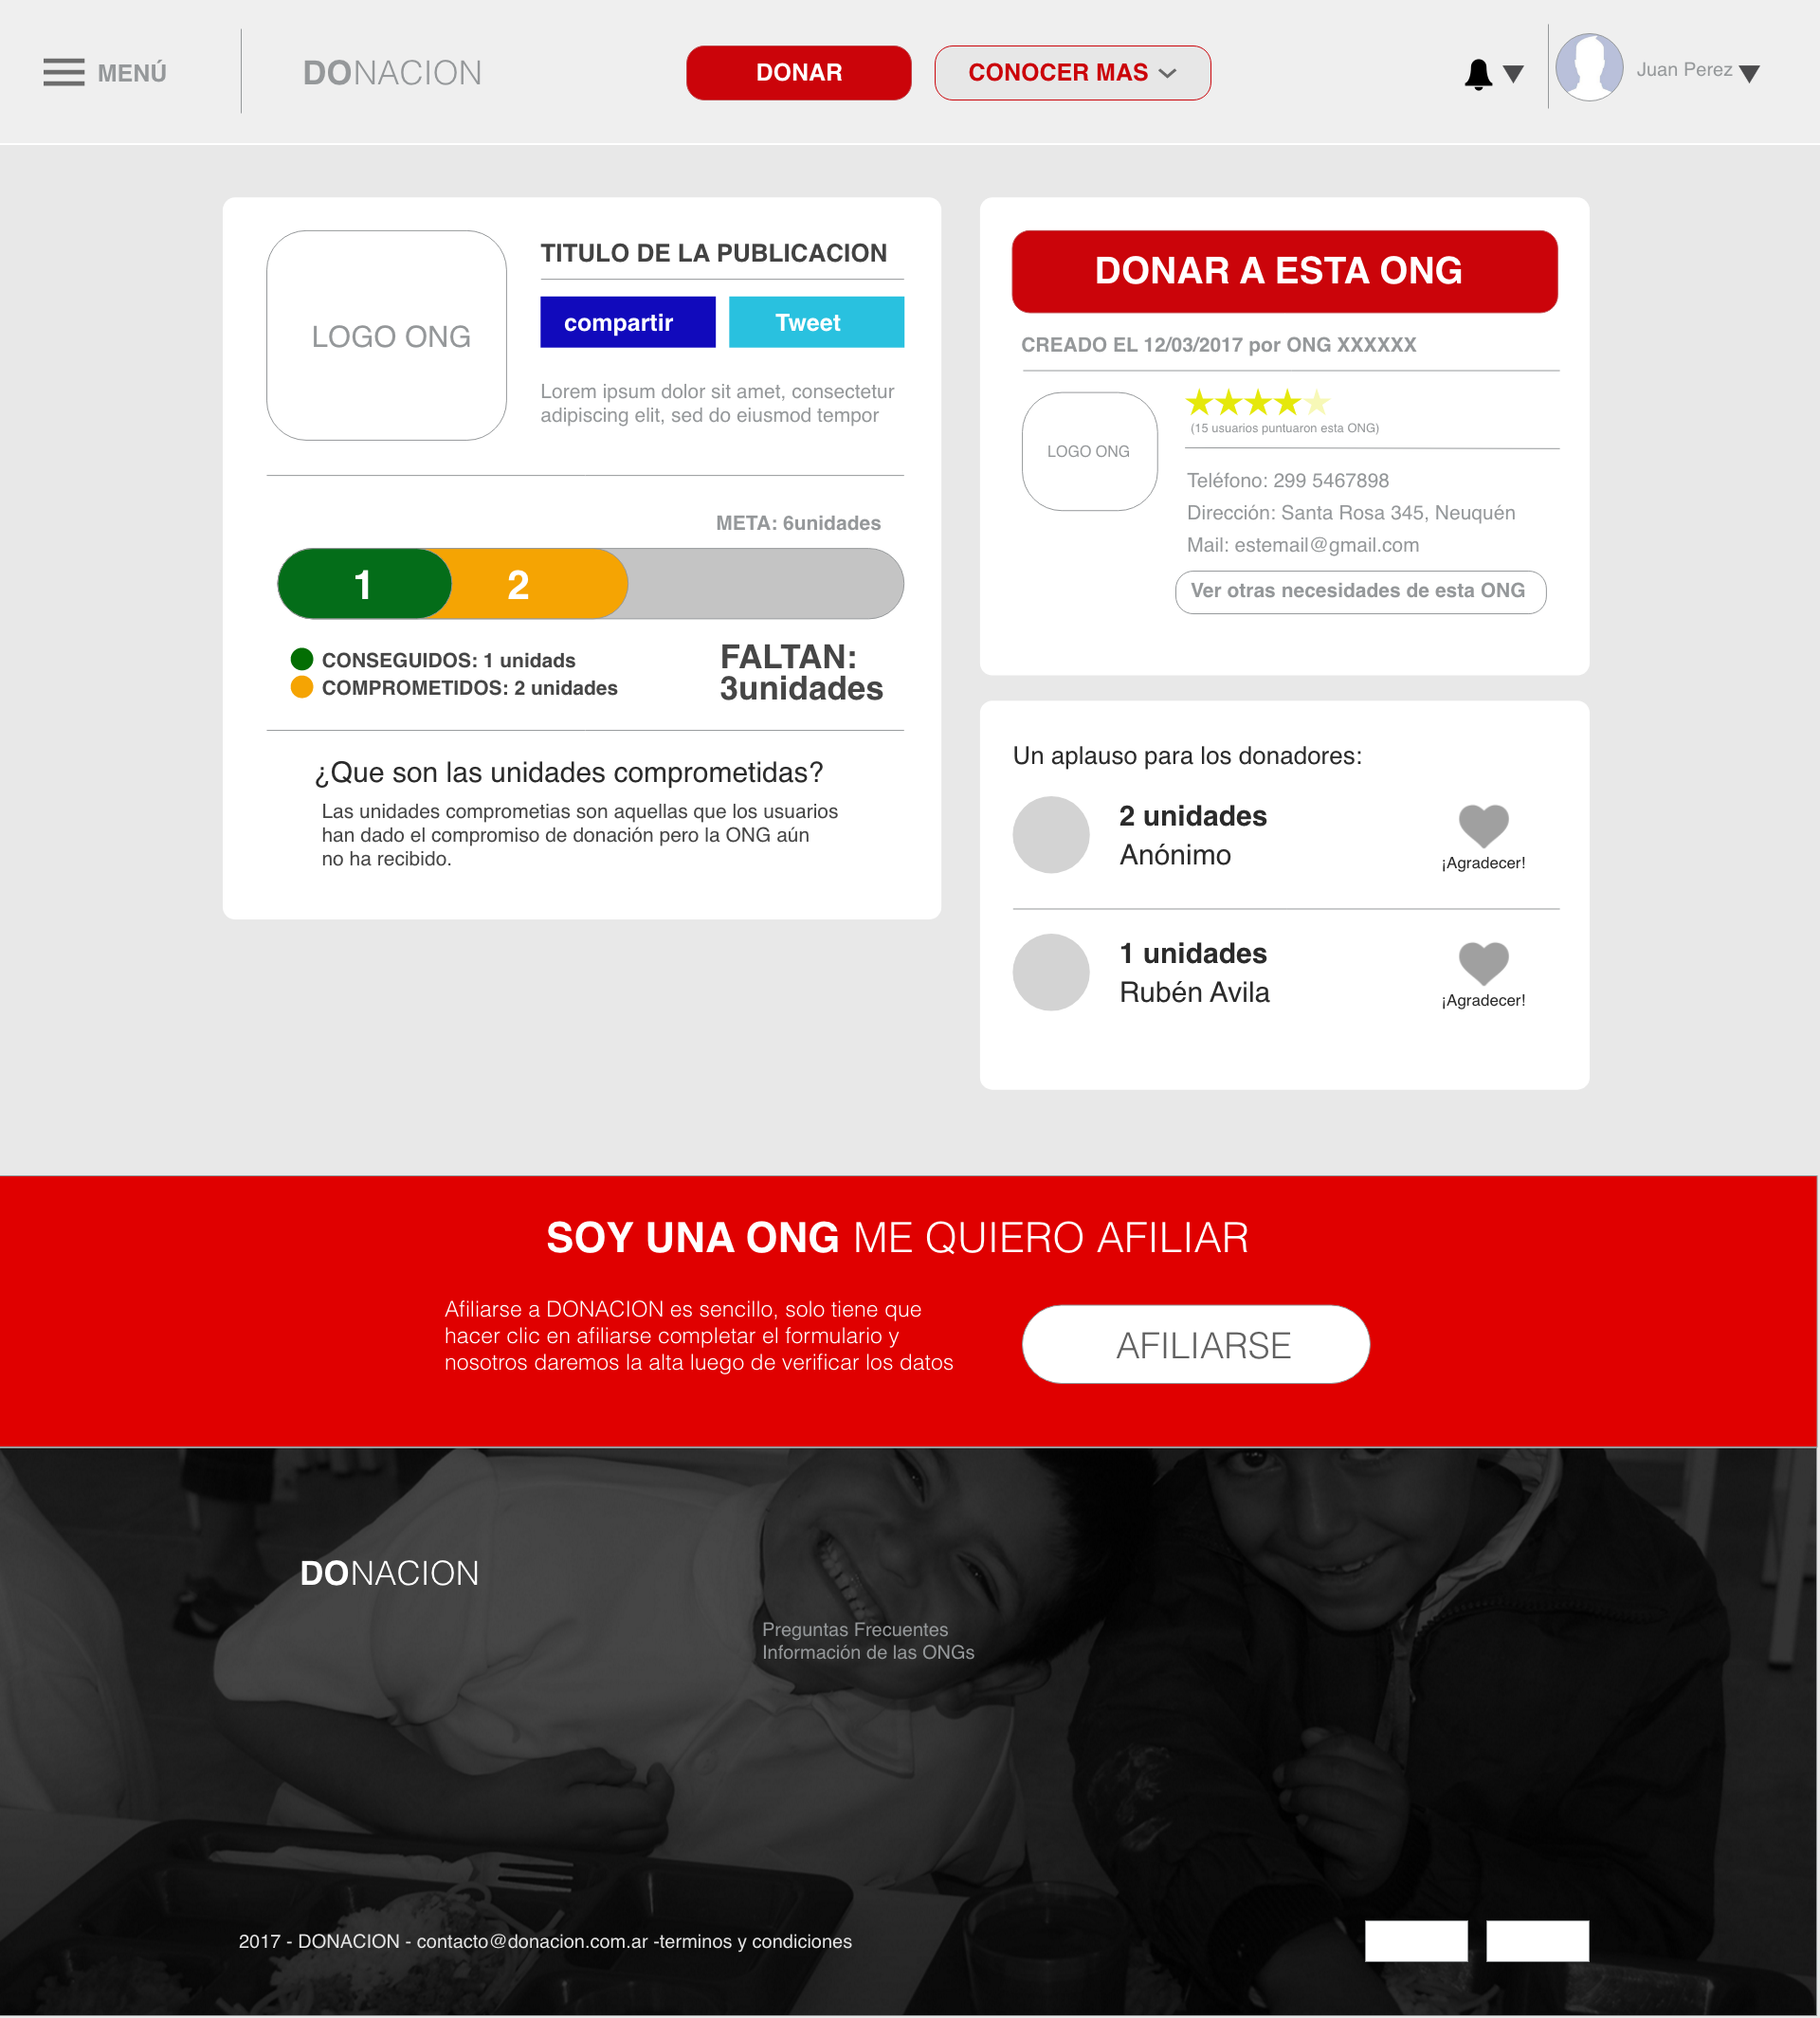 MENÚ
DONACION
DONAR
CONOCER MAS
Juan Perez
LOGO ONG
TITULO DE LA PUBLICACION
compartir
Tweet
Lorem ipsum dolor sit amet, consectetur
adipiscing elit, sed do eiusmod tempor
META: 6unidades
1
2
CONSEGUIDOS: 1 unidads
COMPROMETIDOS: 2 unidades
FALTAN:
3unidades
¿Que son las unidades comprometidas?
Las unidades comprometias son aquellas que los usuarios
han dado el compromiso de donación pero la ONG aún
no ha recibido.
DONAR A ESTA ONG
CREADO EL 12/03/2017 por ONG XXXXXX
LOGO ONG
(15 usuarios puntuaron esta ONG)
Teléfono: 299 5467898
Dirección: Santa Rosa 345, Neuquén
Mail: estemail@gmail.com
Ver otras necesidades de esta ONG
Un aplauso para los donadores:
2 unidades
Anónimo
¡Agradecer!
1 unidades
Rubén Avila
¡Agradecer!
SOY UNA ONG ME QUIERO AFILIAR
Afiliarse a DONACION es sencillo, solo tiene que
hacer clic en afiliarse completar el formulario y
nosotros daremos la alta luego de verificar los datos
AFILIARSE
DONACION
Preguntas Frecuentes
Información de las ONGs
2017 - DONACION - contacto@donacion.com.ar -terminos y condiciones